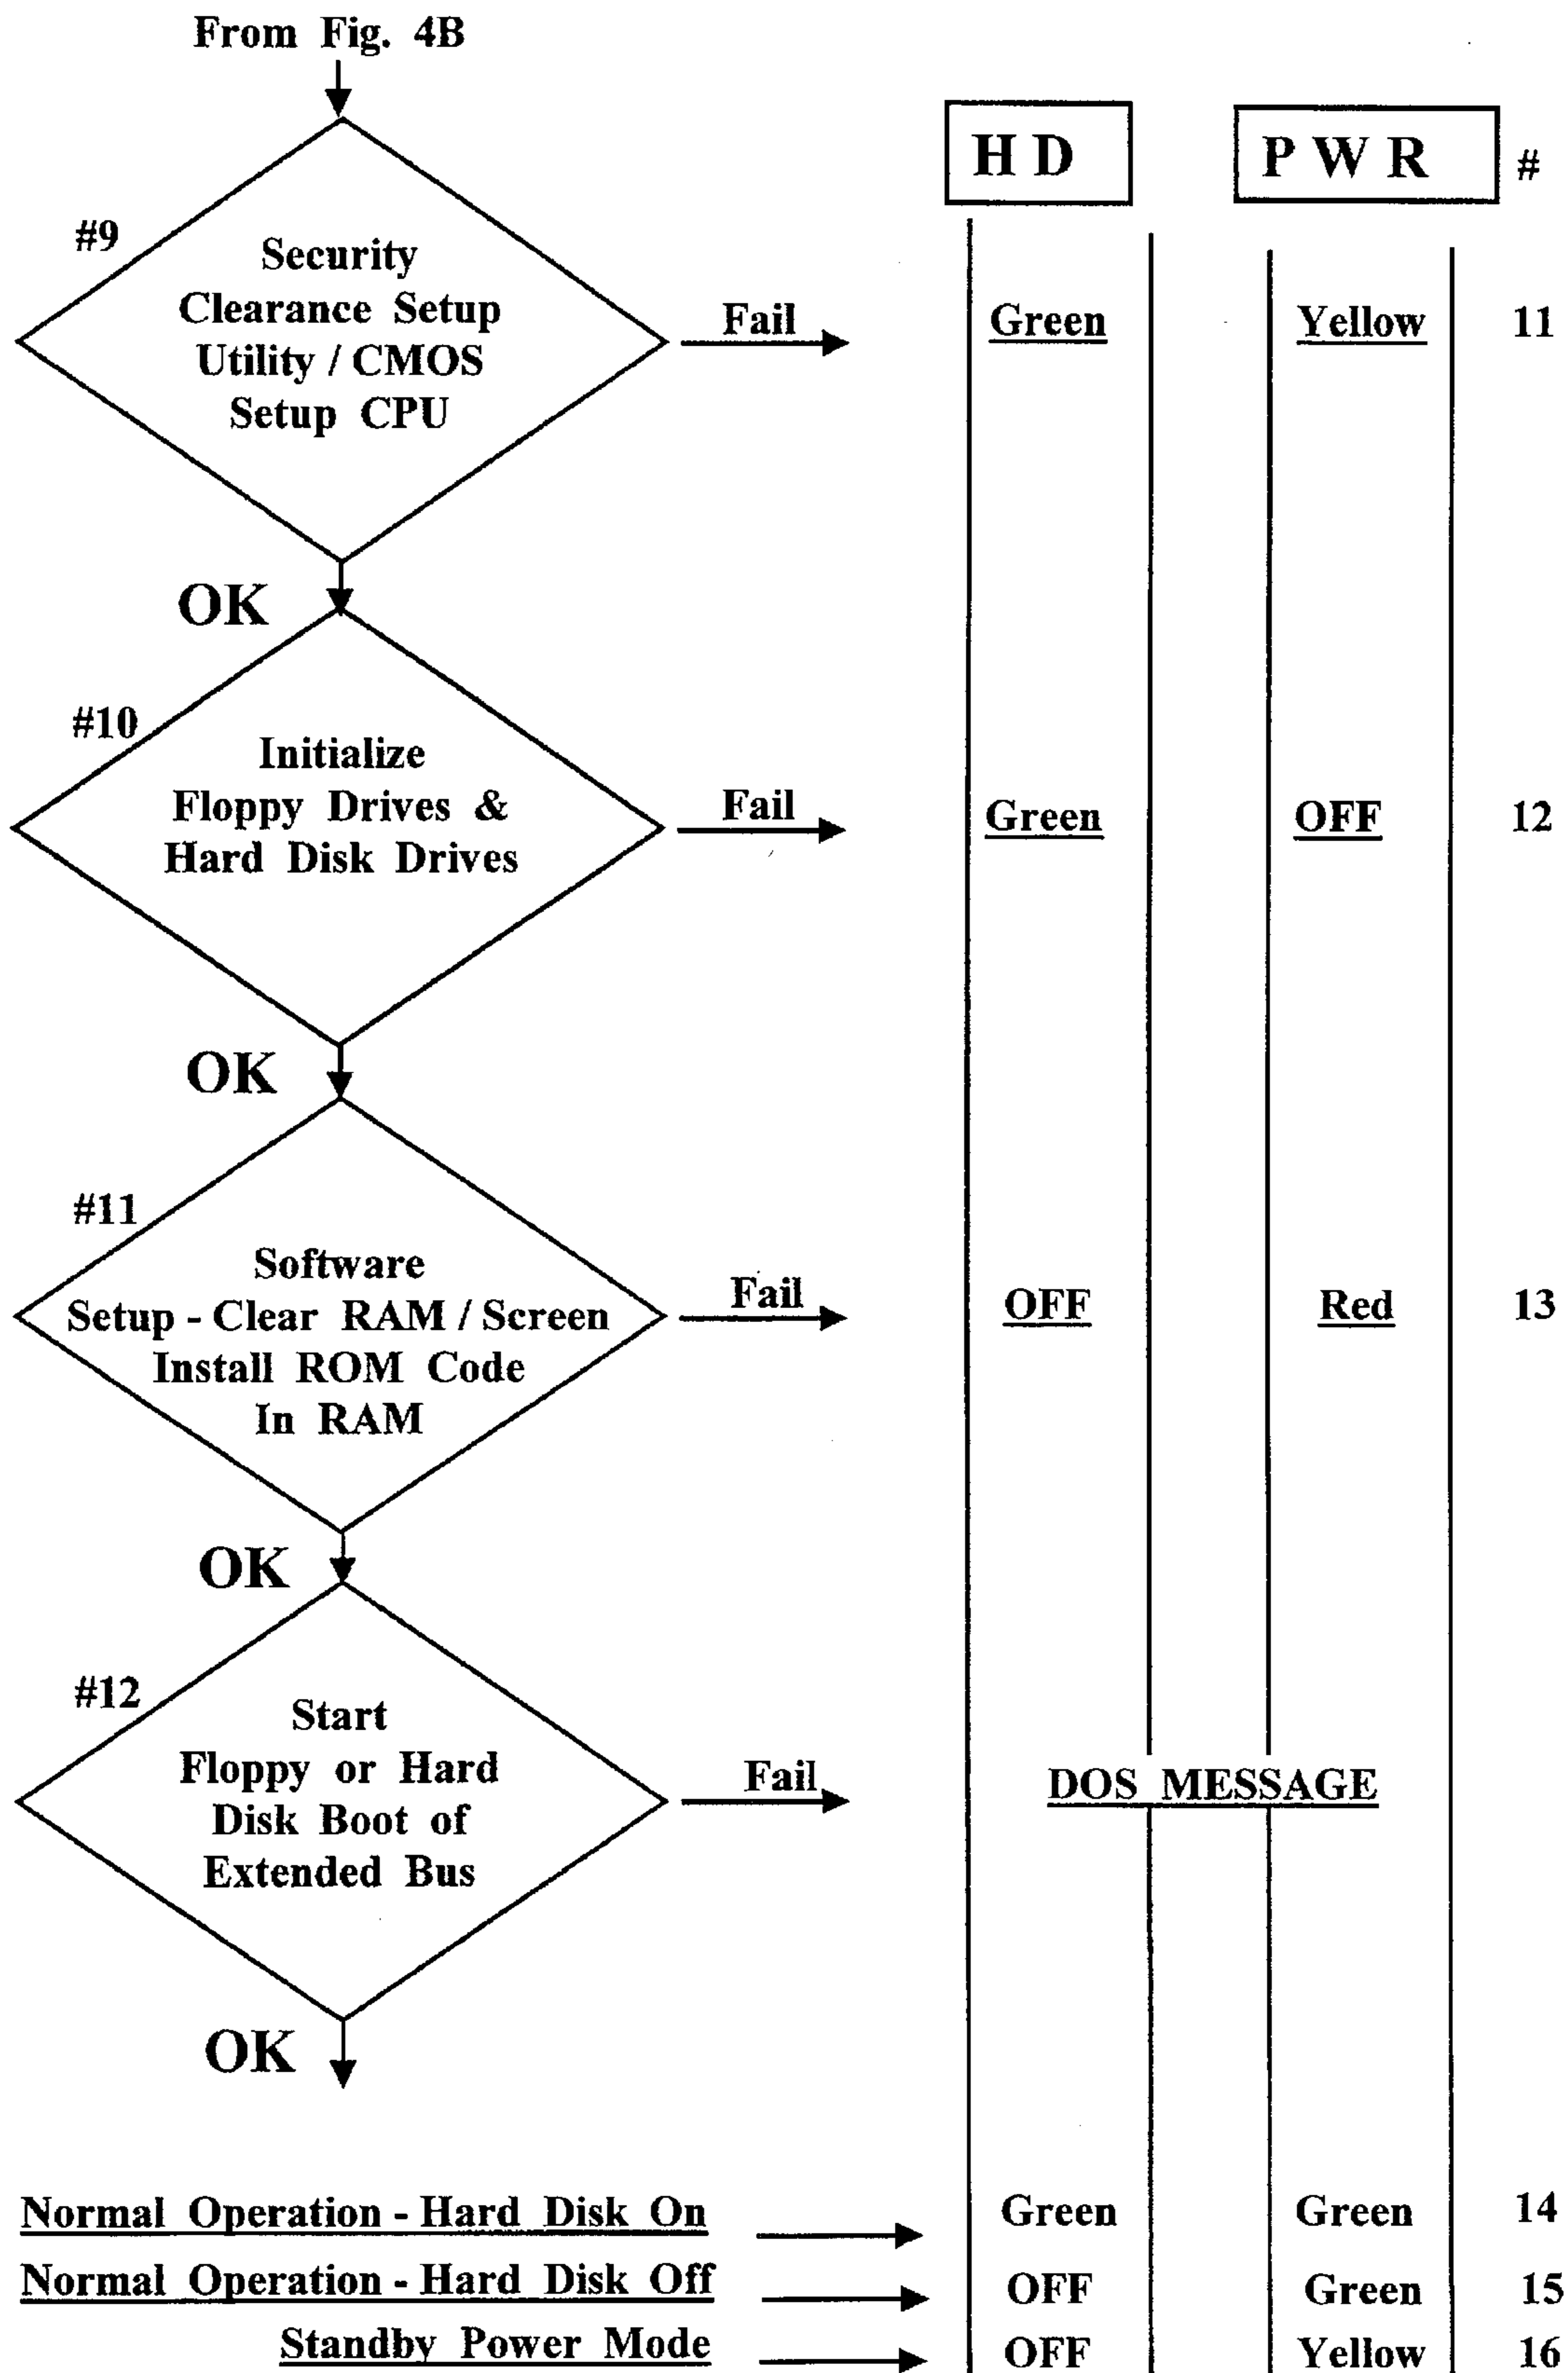 From Fig. 4B
HD
PWR
#
#9
Security
Clearance Setup
Utility / CMOS
Setup CPU
Fail
Green
Yellow
11
OK
#10
Initialize
Floppy Drives &
Hard Disk Drives
Fail
Green
OFF
12
OK
#11
Software
Setup - Clear RAM / Screen
Install ROM Code
In RAM
Fail
OFF
Red
13
OK
#12
Start
Floppy or Hard
Disk Boot of
Extended Bus
Fail
DOS MESSAGE
OK
Normal Operation - Hard Disk On
Green
Green
14
Normal Operation - Hard Disk Off
OFF
Green
15
Standby Power Mode
OFF
Yellow
16